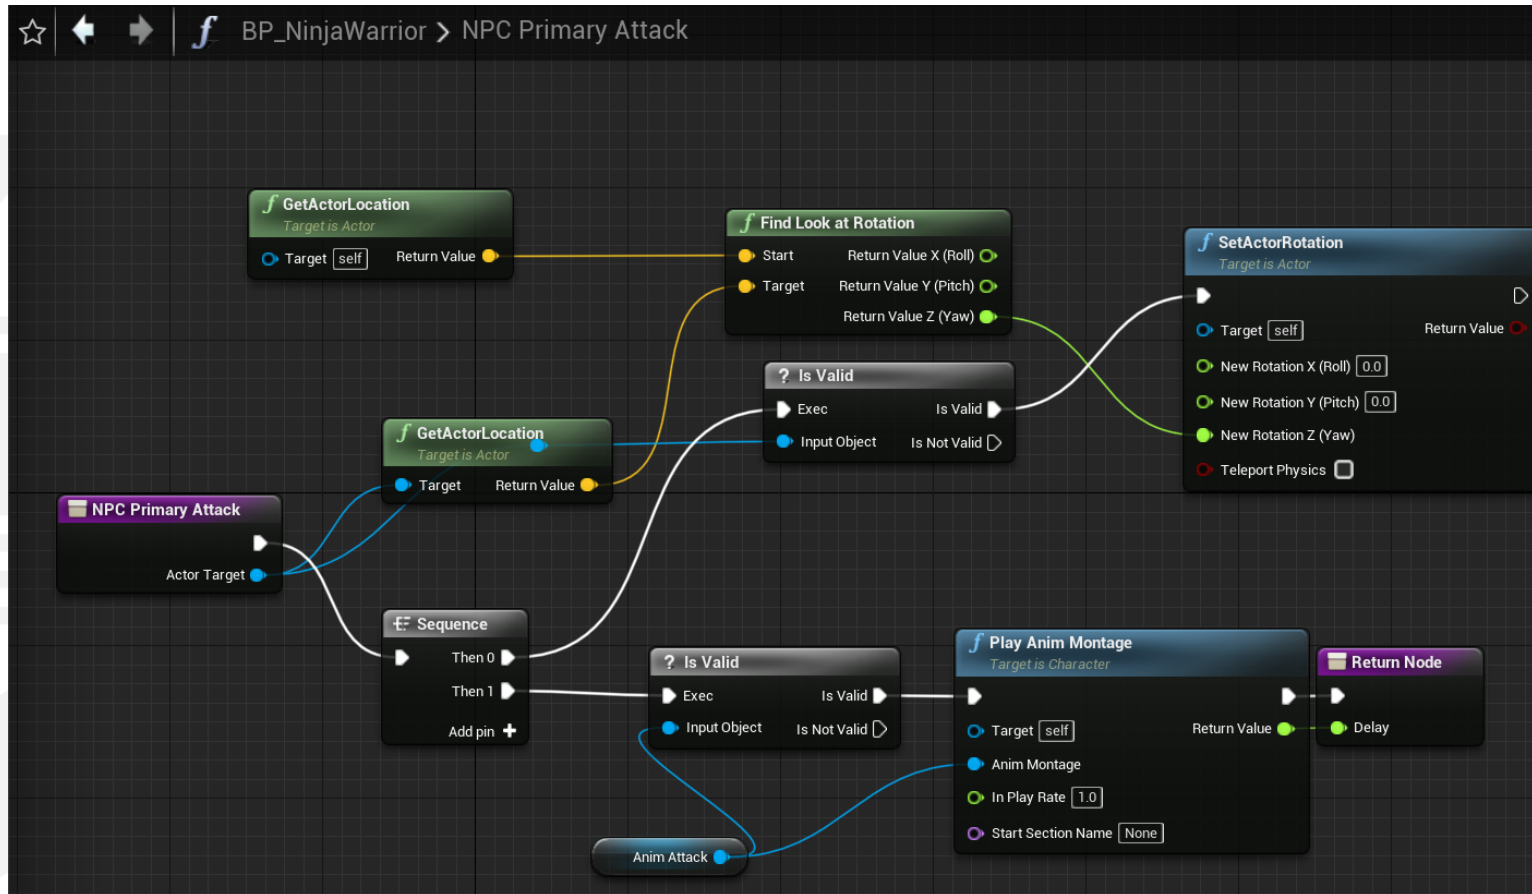 BP_NinjaWarrior > NPC Primary Attack
GetActorLocation
Target is Actor
Target self Return Value
Find Look at Rotation
Start Return Value X (Roll)
Target Return Value Y (Pitch)
Return Value Z (Yaw)
SetActorRotation
Target is Actor
Target self Return Value
New Rotation X (Roll) 0.0
New Rotation Y (Pitch) 0.0
New Rotation Z (Yaw)
Teleport Physics
? Is Valid
Exec Is Valid
Input Object Is Not Valid
GetActorLocation
Target is Actor
Target Return Value
NPC Primary Attack
Actor Target
Sequence
Then 0
Then 1
Add pin +
? Is Valid
Exec Is Valid
Input Object Is Not Valid
Play Anim Montage
Target is Character
Target self Return Value
Anim Montage
In Play Rate 1.0
Start Section Name None
Return Node
Delay
Anim Attack